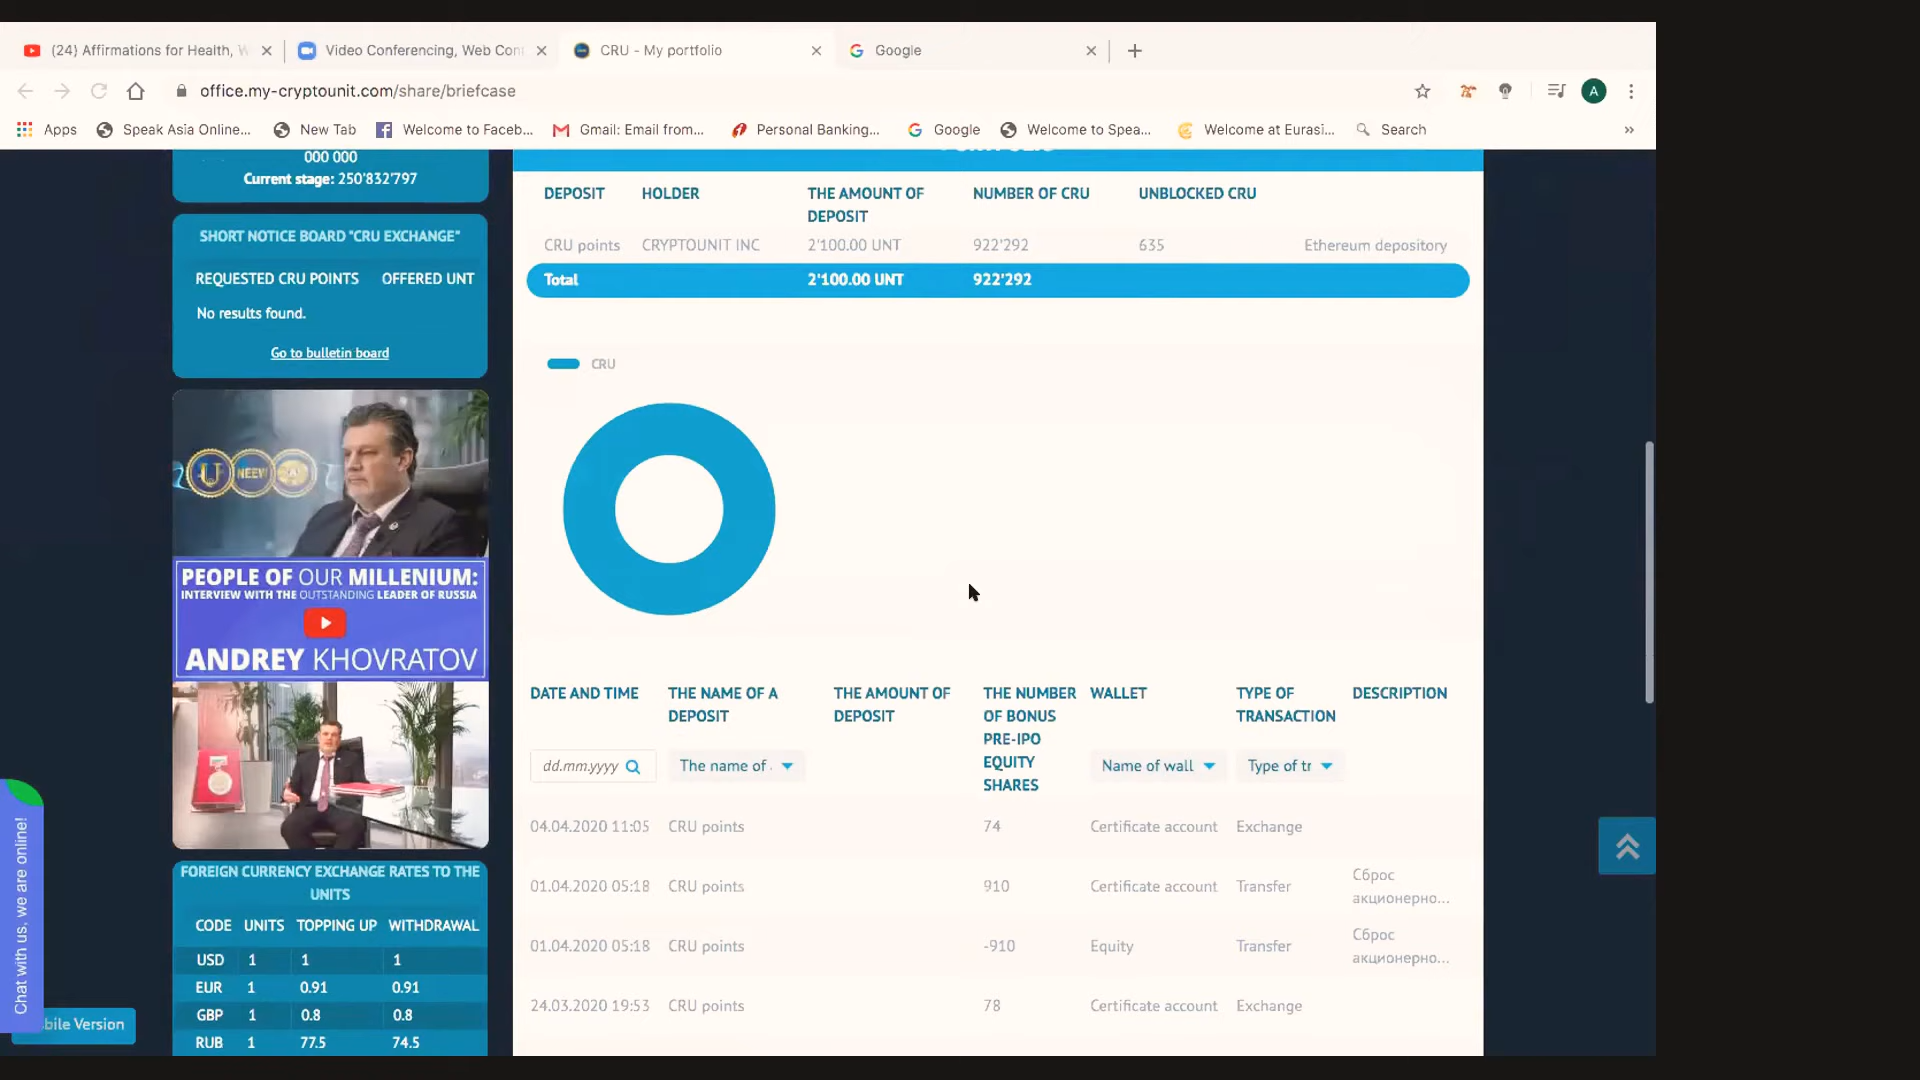 (24) Affirmations for Health, W
Video Conferencing, Web Con
CRU - My portfolio
Google
office.my-cryptounit.com/share/briefcase
A
Apps
Speak Asia Online...
New Tab
Welcome to Faceb...
Gmail: Email from...
Personal Banking...
Google
Welcome to Spea...
Welcome at Eurasi...
Search
000 000
Current stage: 250'832'797
SHORT NOTICE BOARD "CRU EXCHANGE"
REQUESTED CRU POINTS OFFERED UNT
No results found.
Go to bulletin board
NEEW
PEOPLE OF OUR MILLENIUM:
INTERVIEW WITH THE OUTSTANDING LEADER OF RUSSIA
ANDREY KHOVRATOV
FOREIGN CURRENCY EXCHANGE RATES TO THE
UNITS
CODE UNITS TOPPING UP WITHDRAWAL
USD 1 1 1
EUR 1 0.91 0.91
GBP 1 0.8 0.8
RUB 1 77.5 74.5
Chat with us, we are online!
bile Version
DEPOSIT HOLDER THE AMOUNT OF NUMBER OF CRU UNBLOCKED CRU
DEPOSIT
CRU points CRYPTOUNIT INC 2'100.00 UNT 922'292 635 Ethereum depository
Total 2'100.00 UNT 922'292
CRU
DATE AND TIME THE NAME OF A THE AMOUNT OF THE NUMBER WALLET TYPE OF DESCRIPTION
DEPOSIT DEPOSIT OF BONUS TRANSACTION
PRE-IPO
EQUITY
SHARES
dd.mm.yyyy The name of Name of wall Type of tr
04.04.2020 11:05 CRU points 74 Certificate account Exchange
01.04.2020 05:18 CRU points 910 Certificate account Transfer Сброс
акционерно...
01.04.2020 05:18 CRU points -910 Equity Transfer Сброс
акционерно...
24.03.2020 19:53 CRU points 78 Certificate account Exchange